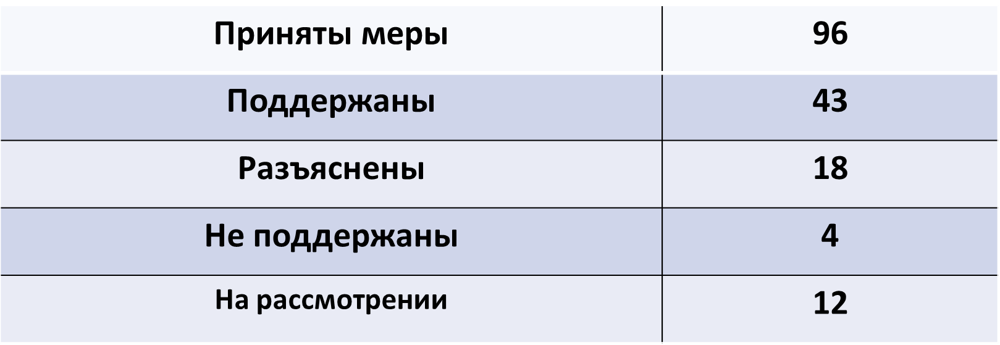 Приняты меры 96
Поддержаны 43
Разъяснены 18
Не поддержаны 4
На рассмотрении 12